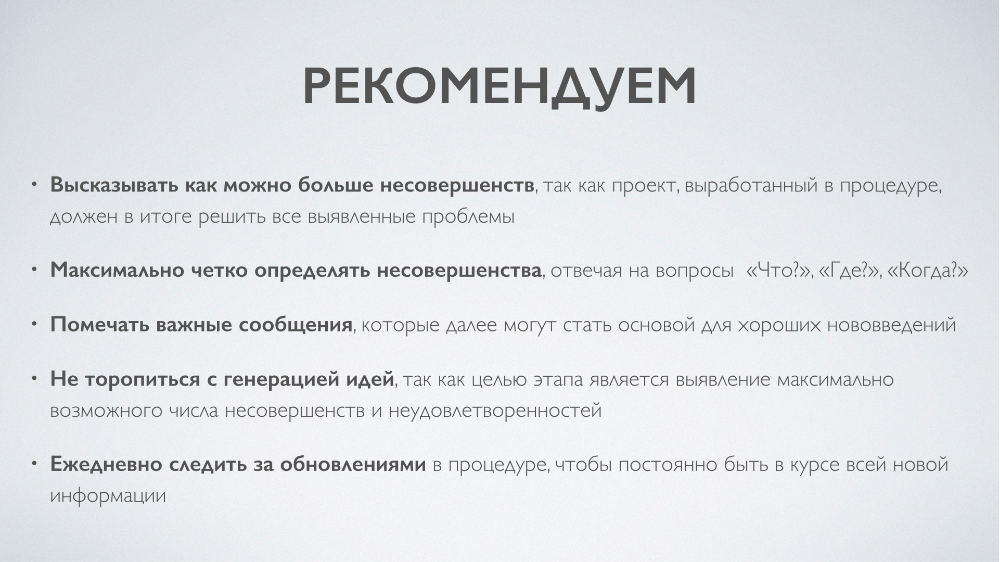 РЕКОМЕНДУЕМ
• Высказывать как можно больше несовершенств, так как проект, выработанный в процедуре,
должен в итоге решить все выявленные проблемы
• Максимально четко определять несовершенства, отвечая на вопросы «Что?», «Где?», «Когда?»
• Помечать важные сообщения, которые далее могут стать основой для хороших нововведений
• Не торопиться с генерацией идей, так как целью этапа является выявление максимально
возможного числа несовершенств и неудовлетворенностей
• Ежедневно следить за обновлениями в процедуре, чтобы постоянно быть в курсе всей новой
информации